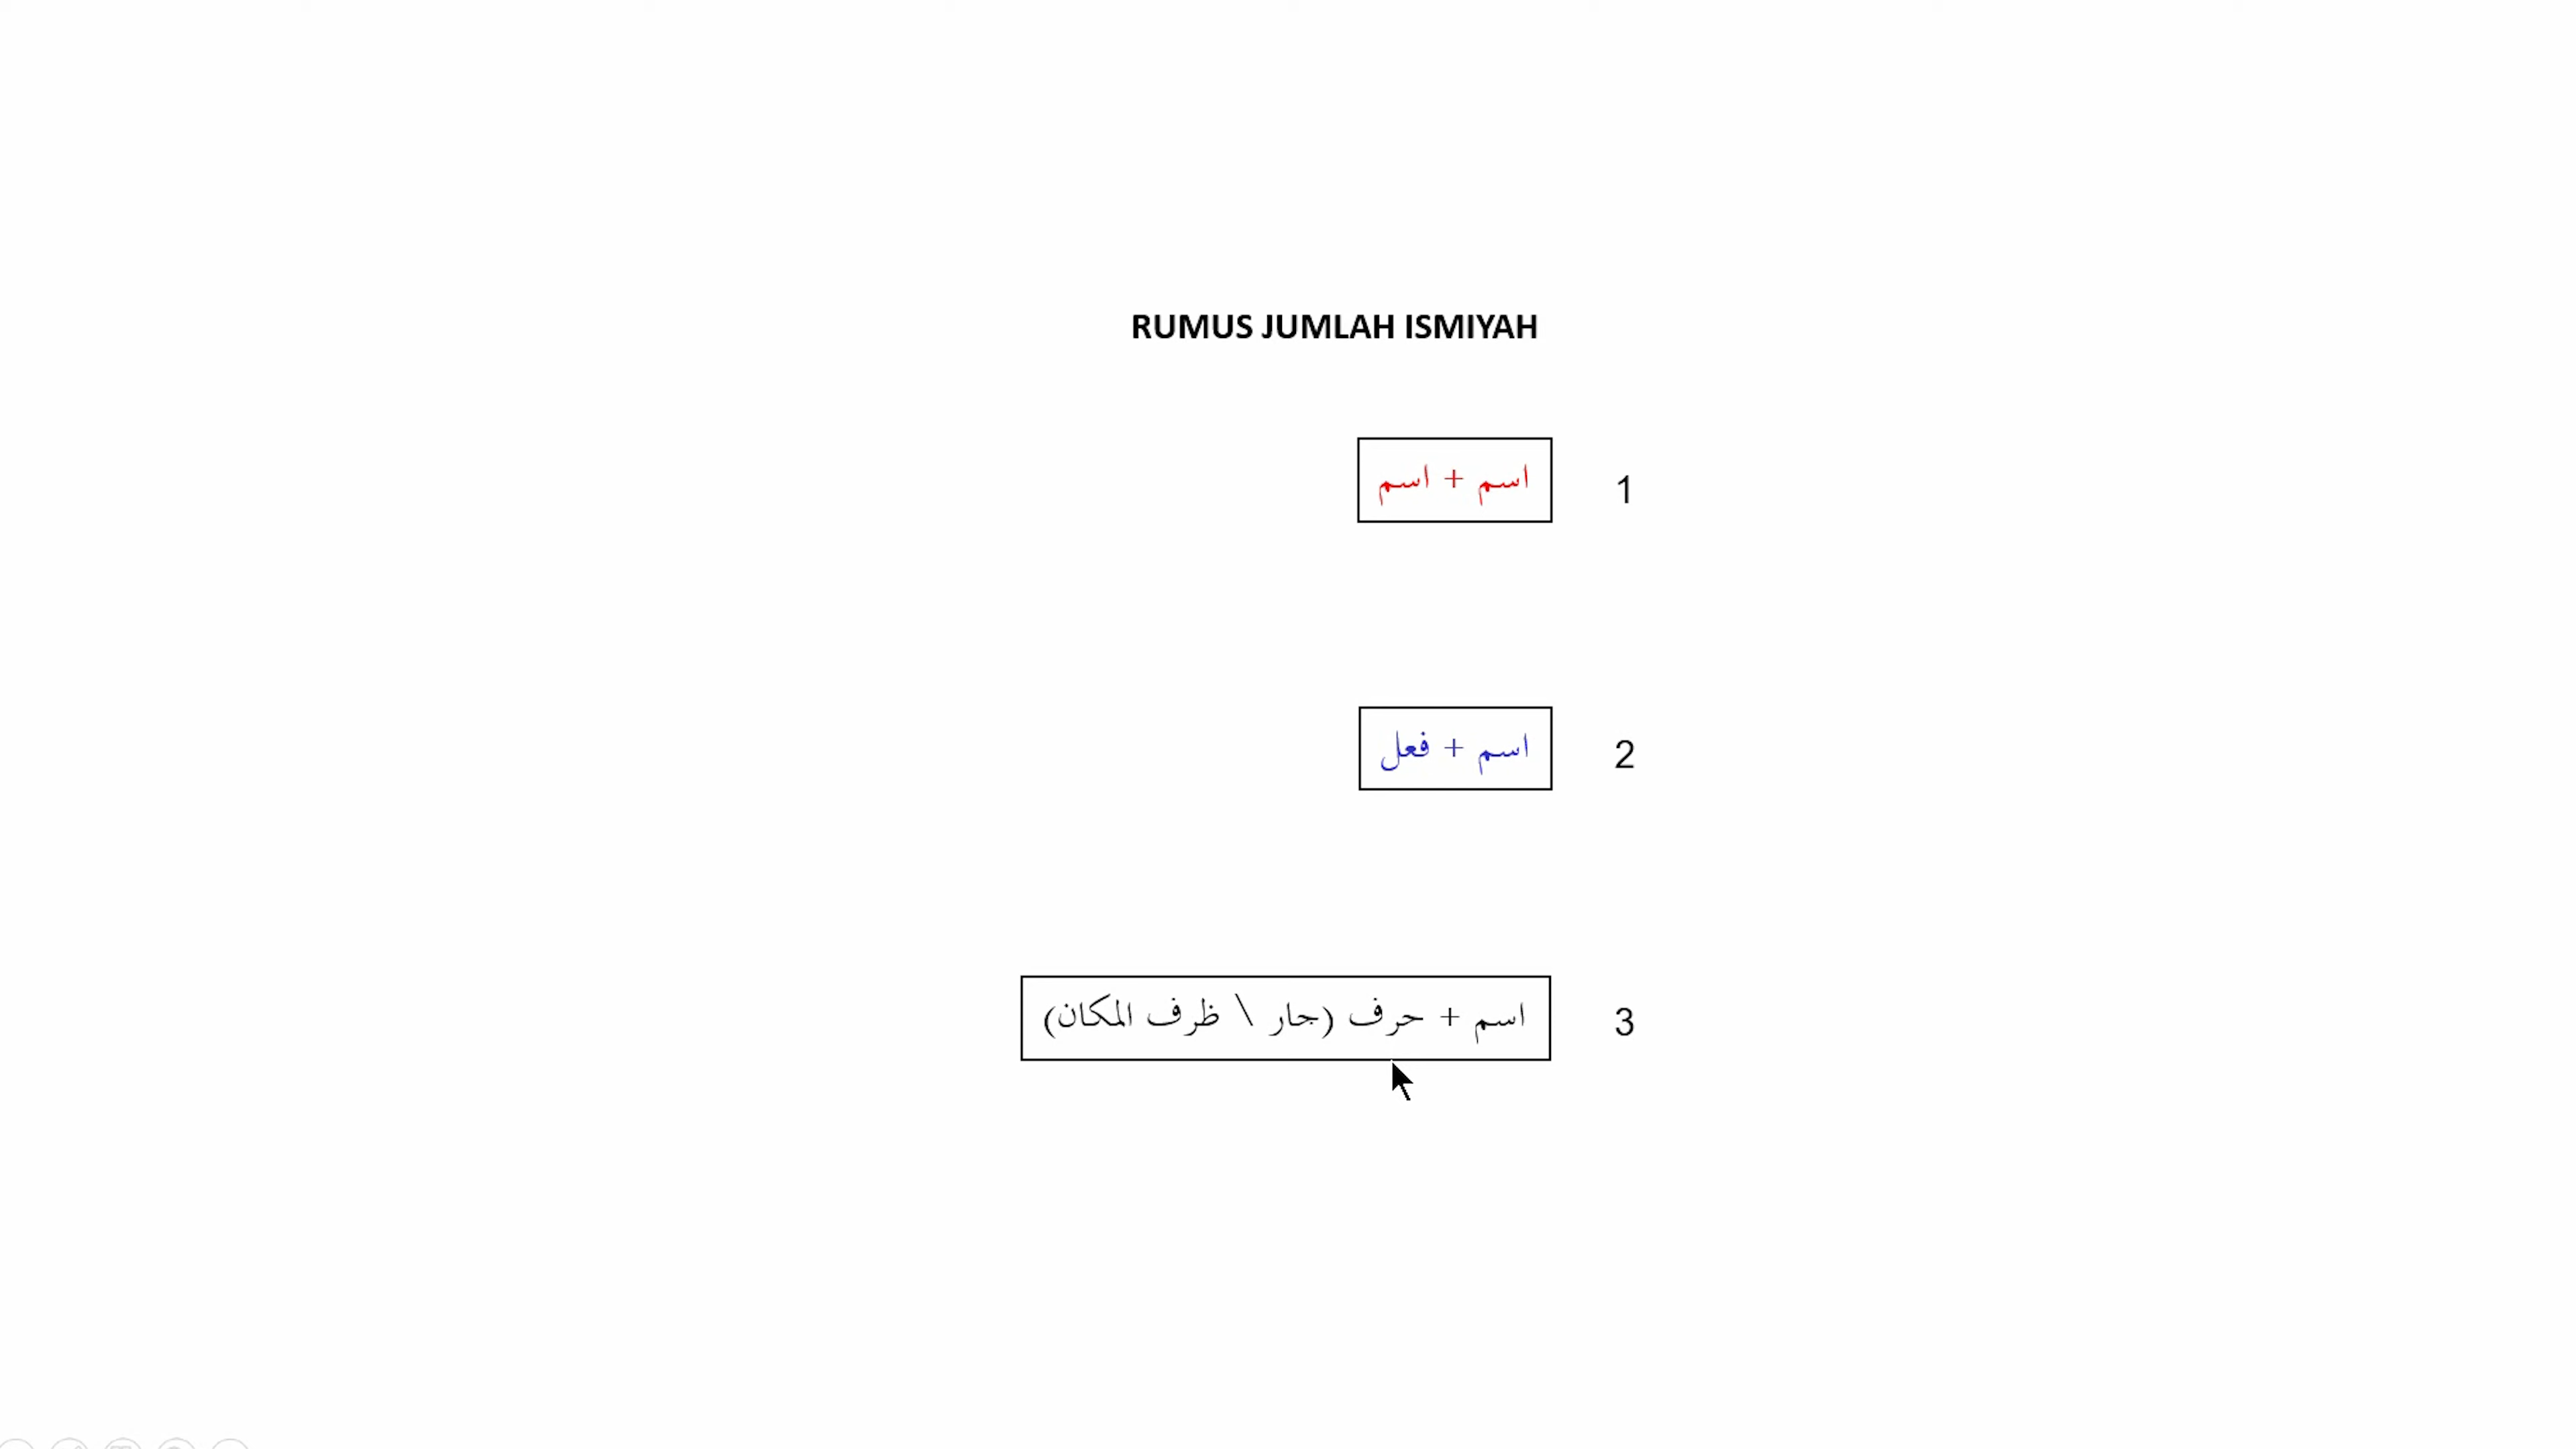 RUMUS JUMLAH ISMIYAH
1 اسم + اسم
2 اسم + فعل
3 اسم + حرف (جار \ ظرف المكان)